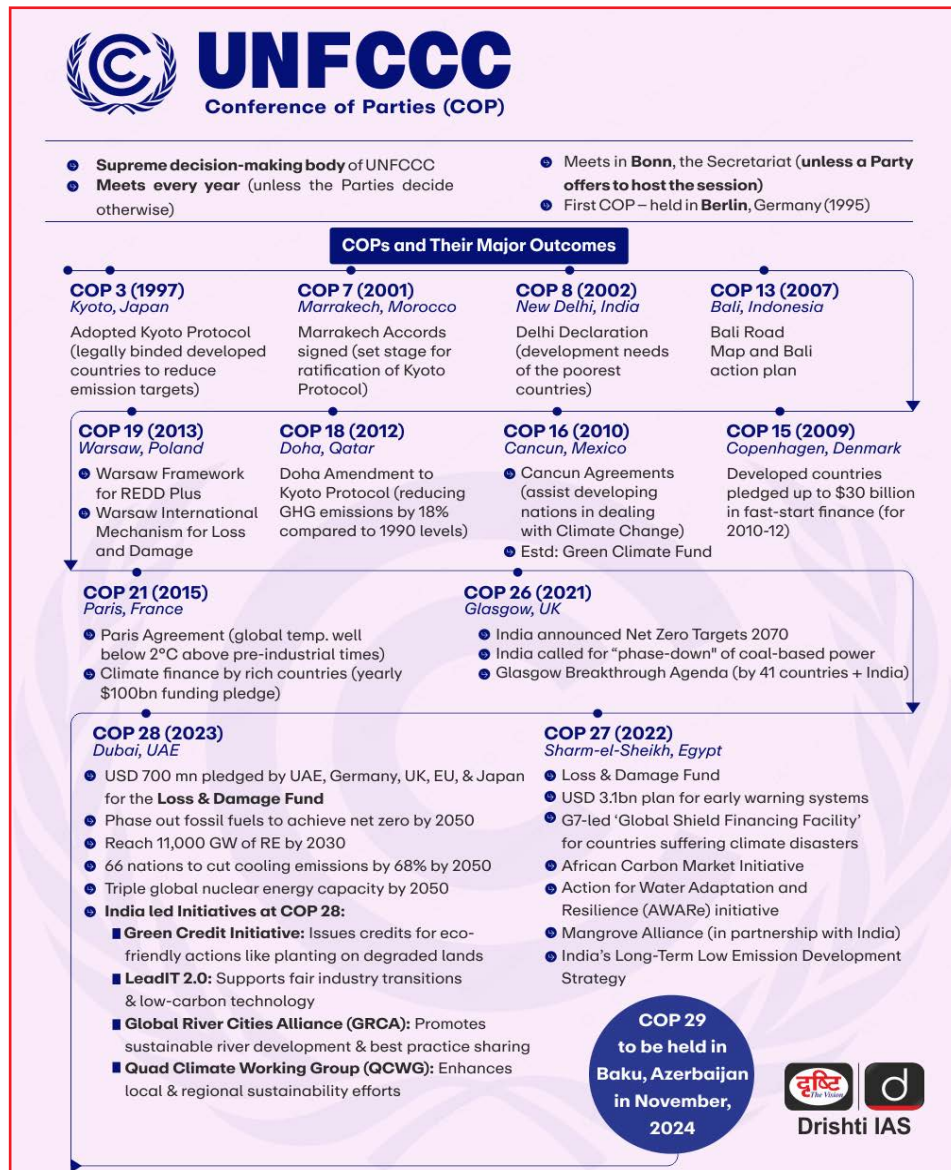 UNFCCC
Conference of Parties (COP)
Supreme decision-making body of UNFCCC
Meets every year (unless the Parties decide
otherwise)
Meets in Bonn, the Secretariat (unless a Party
offers to host the session)
First COP – held in Berlin, Germany (1995)
COPs and Their Major Outcomes
COP 3 (1997)
Kyoto, Japan
Adopted Kyoto Protocol
(legally binded developed
countries to reduce
emission targets)
COP 7 (2001)
Marrakech, Morocco
Marrakech Accords
signed (set stage for
ratification of Kyoto
Protocol)
COP 8 (2002)
New Delhi, India
Delhi Declaration
(development needs
of the poorest
countries)
COP 13 (2007)
Bali, Indonesia
Bali Road
Map and Bali
action plan
COP 19 (2013)
Warsaw, Poland
Warsaw Framework
for REDD Plus
Warsaw International
Mechanism for Loss
and Damage
COP 18 (2012)
Doha, Qatar
Doha Amendment to
Kyoto Protocol (reducing
GHG emissions by 18%
compared to 1990 levels)
COP 16 (2010)
Cancun, Mexico
Cancun Agreements
(assist developing
nations in dealing
with Climate Change)
Estd: Green Climate Fund
COP 15 (2009)
Copenhagen, Denmark
Developed countries
pledged up to $30 billion
in fast-start finance (for
2010-12)
COP 21 (2015)
Paris, France
Paris Agreement (global temp. well
below 2°C above pre-industrial times)
Climate finance by rich countries (yearly
$100bn funding pledge)
COP 26 (2021)
Glasgow, UK
India announced Net Zero Targets 2070
India called for “phase-down" of coal-based power
Glasgow Breakthrough Agenda (by 41 countries + India)
COP 28 (2023)
Dubai, UAE
USD 700 mn pledged by UAE, Germany, UK, EU, & Japan
for the Loss & Damage Fund
Phase out fossil fuels to achieve net zero by 2050
Reach 11,000 GW of RE by 2030
66 nations to cut cooling emissions by 68% by 2050
Triple global nuclear energy capacity by 2050
India led Initiatives at COP 28:
Green Credit Initiative: Issues credits for eco-
friendly actions like planting on degraded lands
LeadIT 2.0: Supports fair industry transitions
& low-carbon technology
Global River Cities Alliance (GRCA): Promotes
sustainable river development & best practice sharing
Quad Climate Working Group (QCWG): Enhances
local & regional sustainability efforts
COP 27 (2022)
Sharm-el-Sheikh, Egypt
Loss & Damage Fund
USD 3.1bn plan for early warning systems
G7-led ‘Global Shield Financing Facility’
for countries suffering climate disasters
African Carbon Market Initiative
Action for Water Adaptation and
Resilience (AWARe) initiative
Mangrove Alliance (in partnership with India)
India’s Long-Term Low Emission Development
Strategy
COP 29
to be held in
Baku, Azerbaijan
in November,
2024
दृष्टि
The Vision
d
Drishti IAS